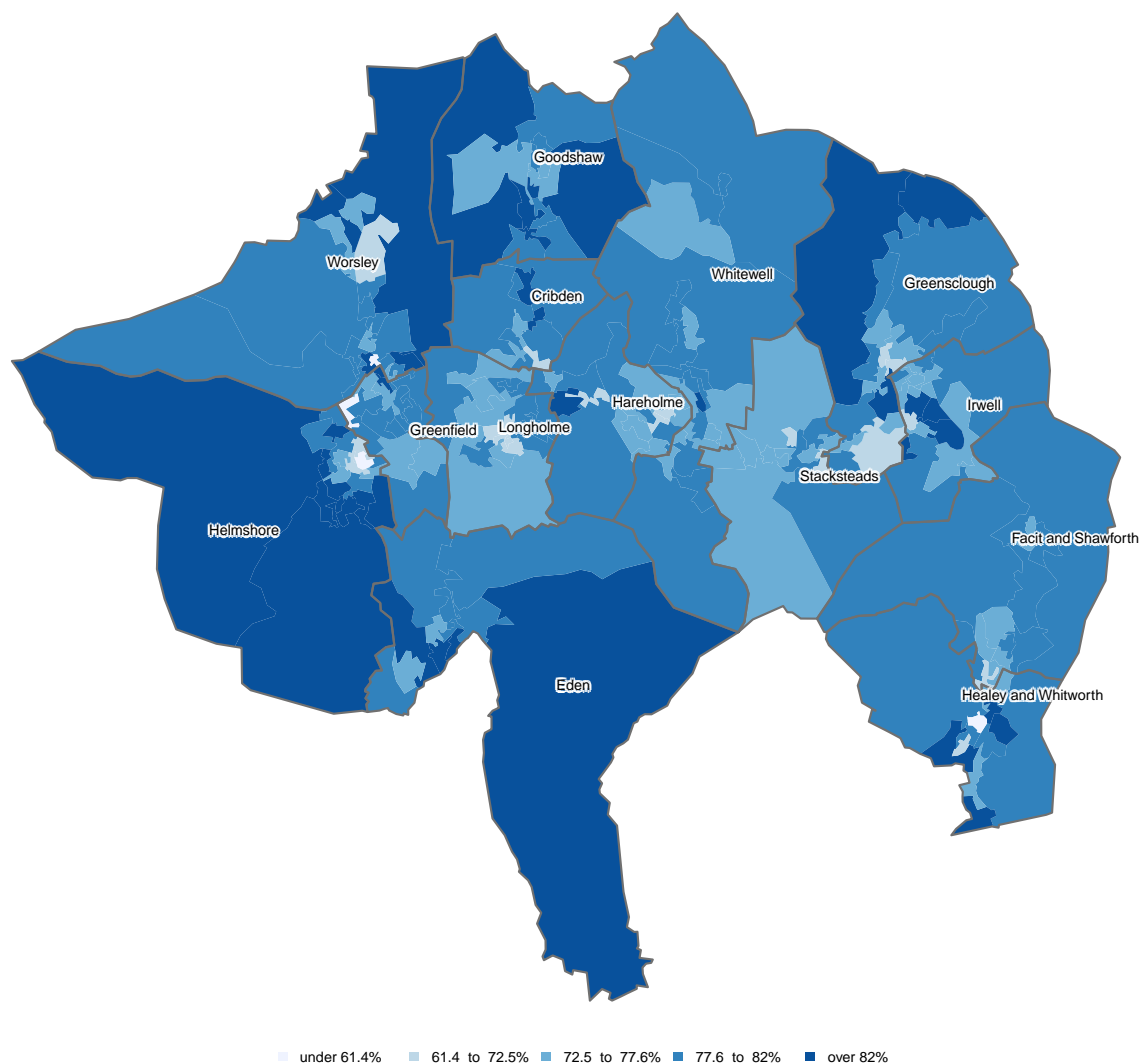 Goodshaw
Worsley
Whitewell
Greensclough
Cribden
Hareholme
Irwell
Greenfield
Longholme
Stacksteads
Helmshore
Facit and Shawforth
Eden
Healey and Whitworth
under 61.4% 61.4 to 72.5% 72.5 to 77.6% 77.6 to 82% over 82%